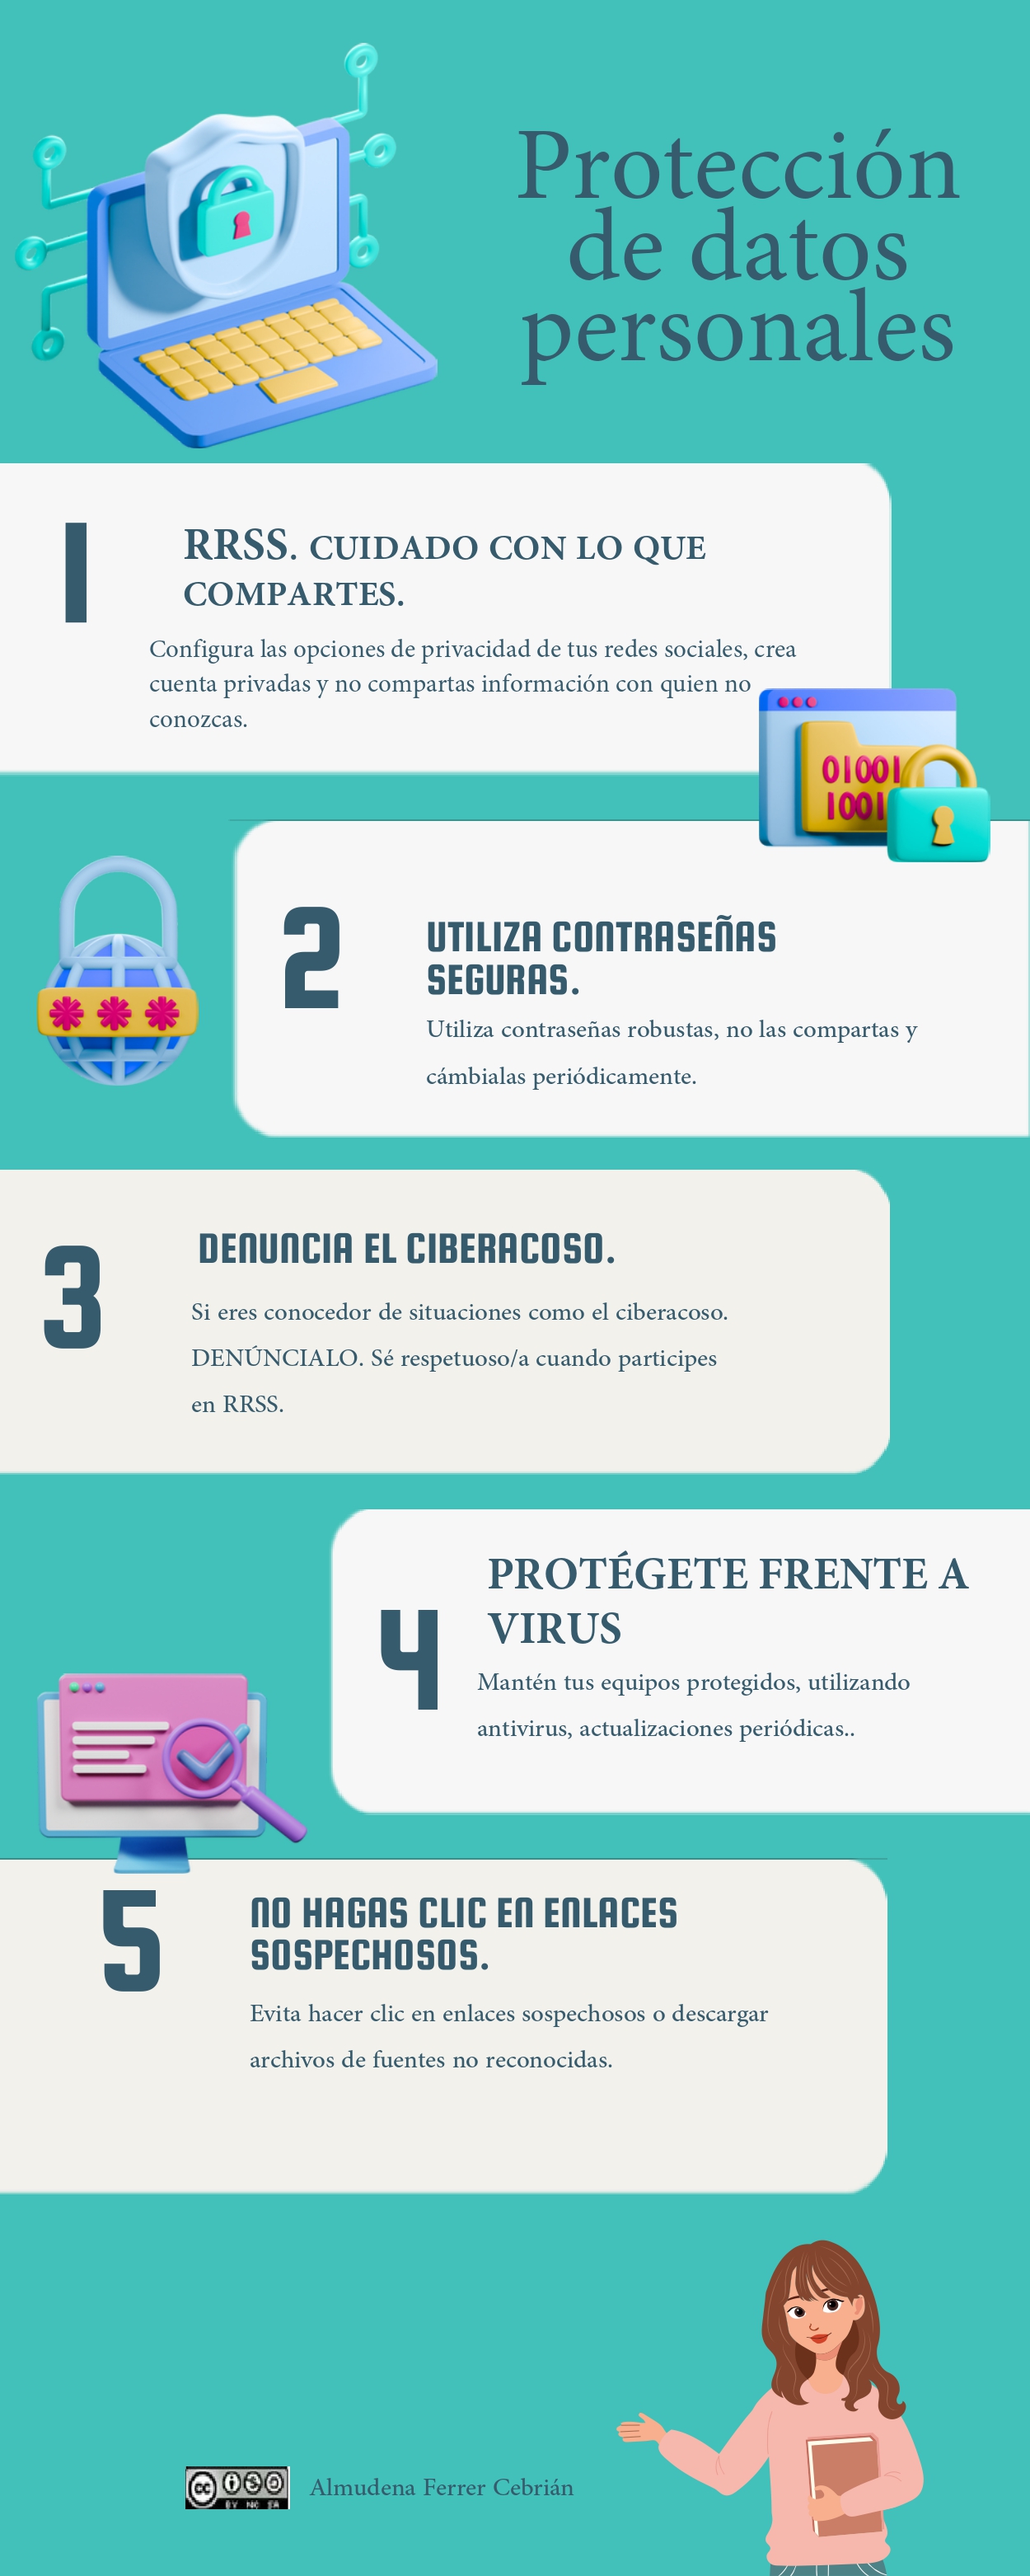 Protección
de datos
personales
1
RRSS. CUIDADO CON LO QUE
COMPARTES.
Configura las opciones de privacidad de tus redes sociales, crea
cuenta privadas y no compartas información con quien no
conozcas.
01001
1001
2
UTILIZA CONTRASEÑAS
SEGURAS.
Utiliza contraseñas robustas, no las compartas y
cámbialas periódicamente.
***
3
DENUNCIA EL CIBERACOSO.
Si eres conocedor de situaciones como el ciberacoso.
DENÚNCIALO. Sé respetuoso/a cuando participes
en RRSS.
4
PROTÉGETE FRENTE A
VIRUS
Mantén tus equipos protegidos, utilizando
antivirus, actualizaciones periódicas..
5
NO HAGAS CLIC EN ENLACES
SOSPECHOSOS.
Evita hacer clic en enlaces sospechosos o descargar
archivos de fuentes no reconocidas.
cc BY NC SA
Almudena Ferrer Cebrián